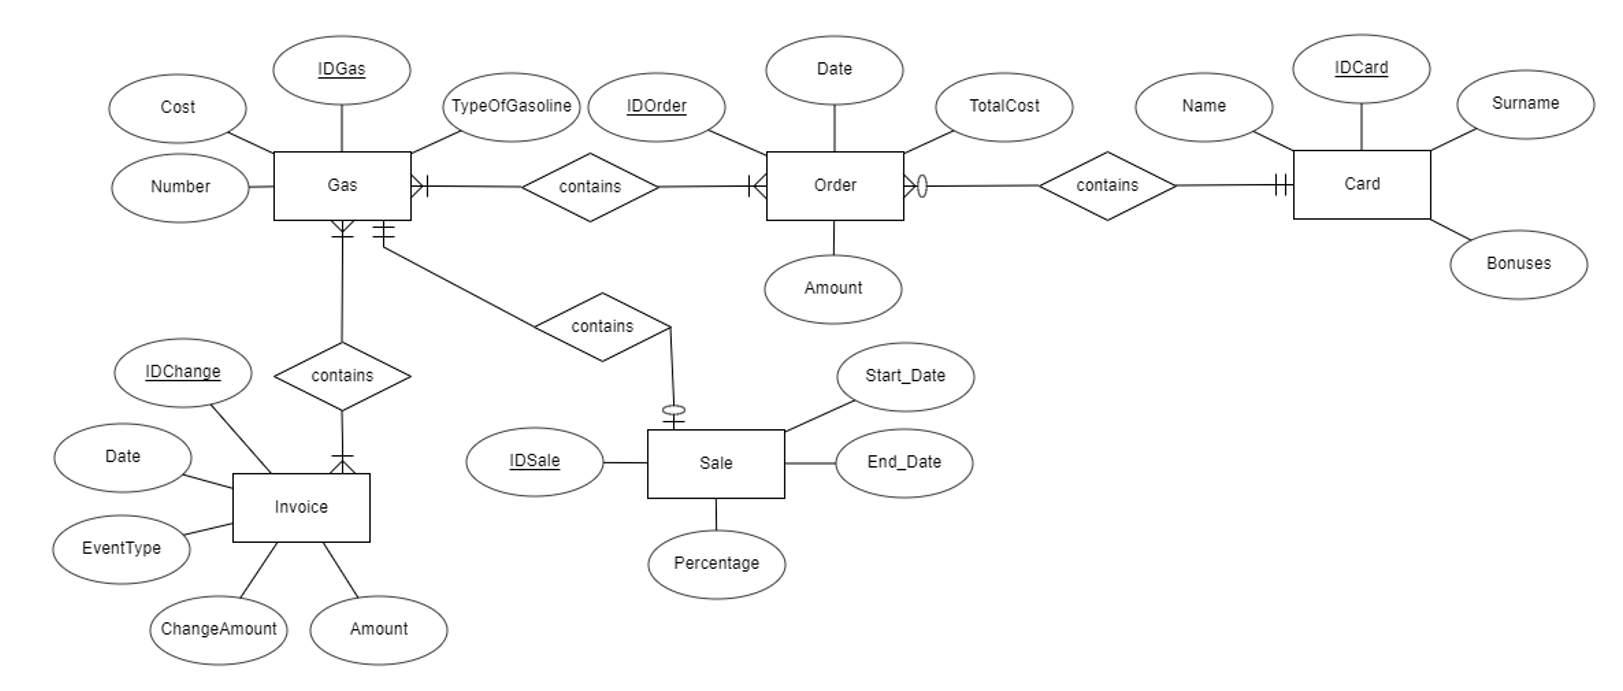 IDGas
Date
IDCard
Cost
TypeOfGasoline
IDOrder
TotalCost
Name
Surname
Number
Gas
contains
Order
contains
Card
Amount
Bonuses
contains
IDChange
contains
Start_Date
Date
IDSale
Sale
End_Date
Invoice
EventType
Percentage
ChangeAmount
Amount